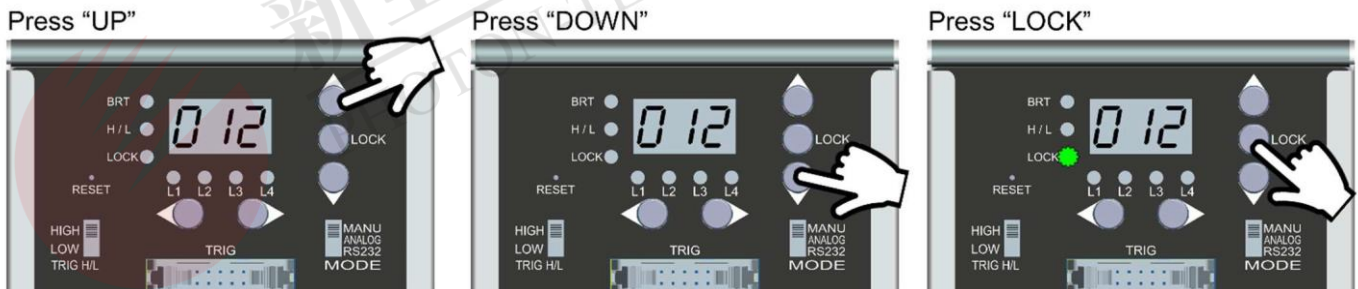 Press “UP”
Press “DOWN”
Press “LOCK”
BRT
H / L
LOCK
012
LOCK
RESET
L1 L2 L3 L4
HIGH
LOW
TRIG H/L
TRIG
MANU
ANALOG
RS232
MODE
BRT
H / L
LOCK
012
LOCK
RESET
L1 L2 L3 L4
HIGH
LOW
TRIG H/L
TRIG
MANU
ANALOG
RS232
MODE
BRT
H / L
LOCK
012
LOCK
RESET
L1 L2 L3 L4
HIGH
LOW
TRIG H/L
TRIG
MANU
ANALOG
RS232
MODE